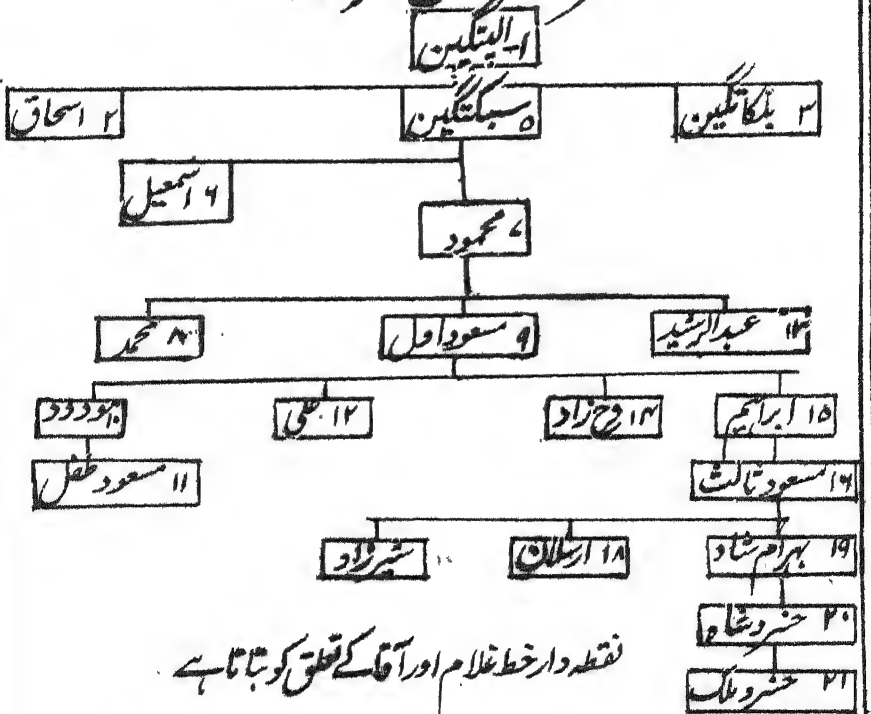 ۱۔ الپتگین
۳ بلکاتگین
۵ سبکتگین
۲ اسحاق
۶ اسمعیل
۷ محمود
۱۳ عبدالرشید
۹ مسعود اول
۸ محمد
۱۵ ابراہیم
۱۴ فرخ زاد
۱۲ علی
۱۰ مودود
۱۶ مسعود ثالث
۱۱ مسعود طفل
۱۹ بہرام شاہ
۱۸ ارسلان
شیرزاد
۲۰ خسرو شاہ
نقطہ دار خط غلام اور آقا کے تعلق کو بتاتا ہے
۲۱ خسرو ملک